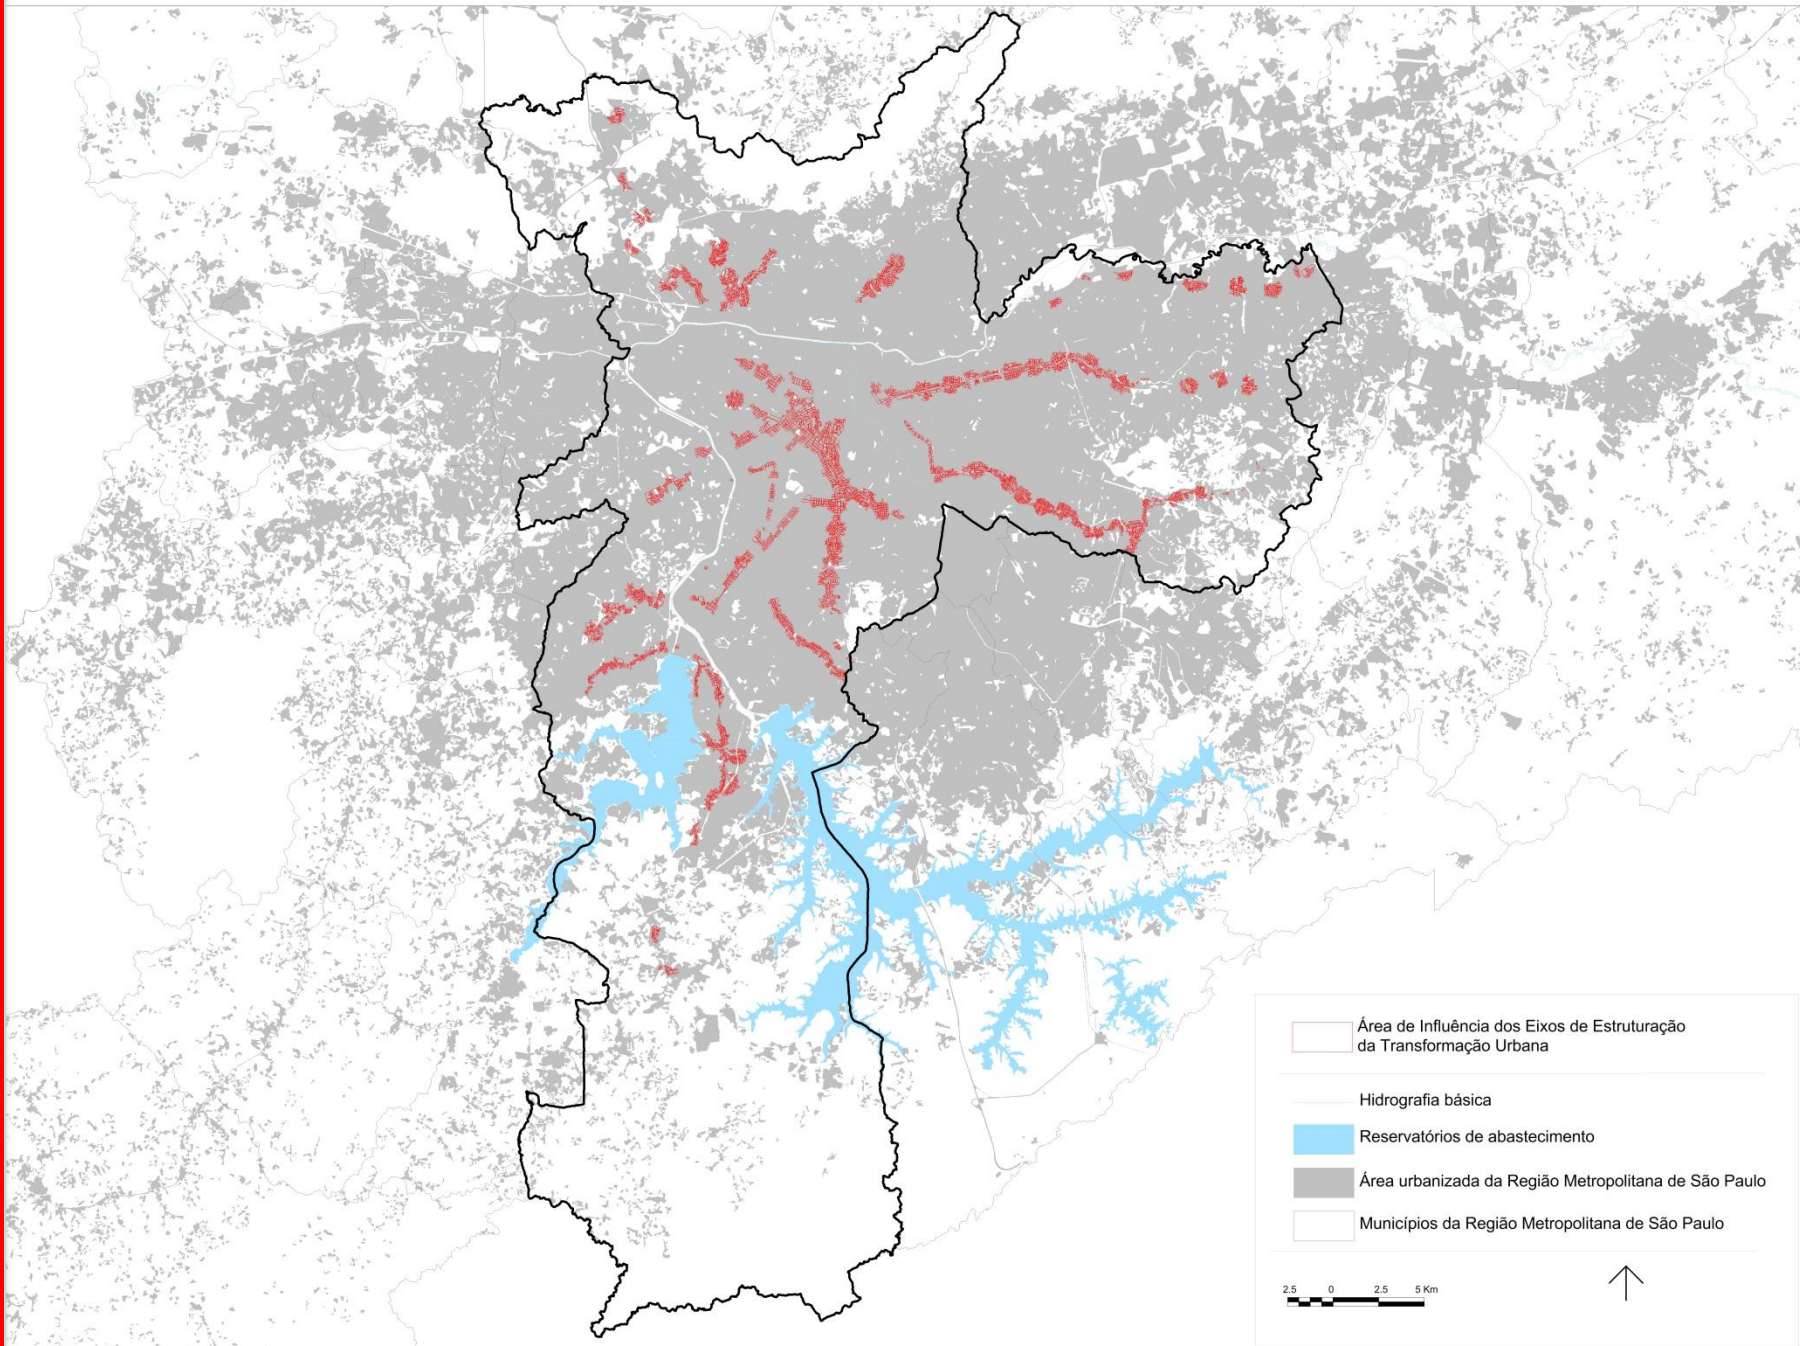 Área de Influência dos Eixos de Estruturação
da Transformação Urbana
Hidrografia básica
Reservatórios de abastecimento
Área urbanizada da Região Metropolitana de São Paulo
Municípios da Região Metropolitana de São Paulo
2.5 0 2.5 5 Km